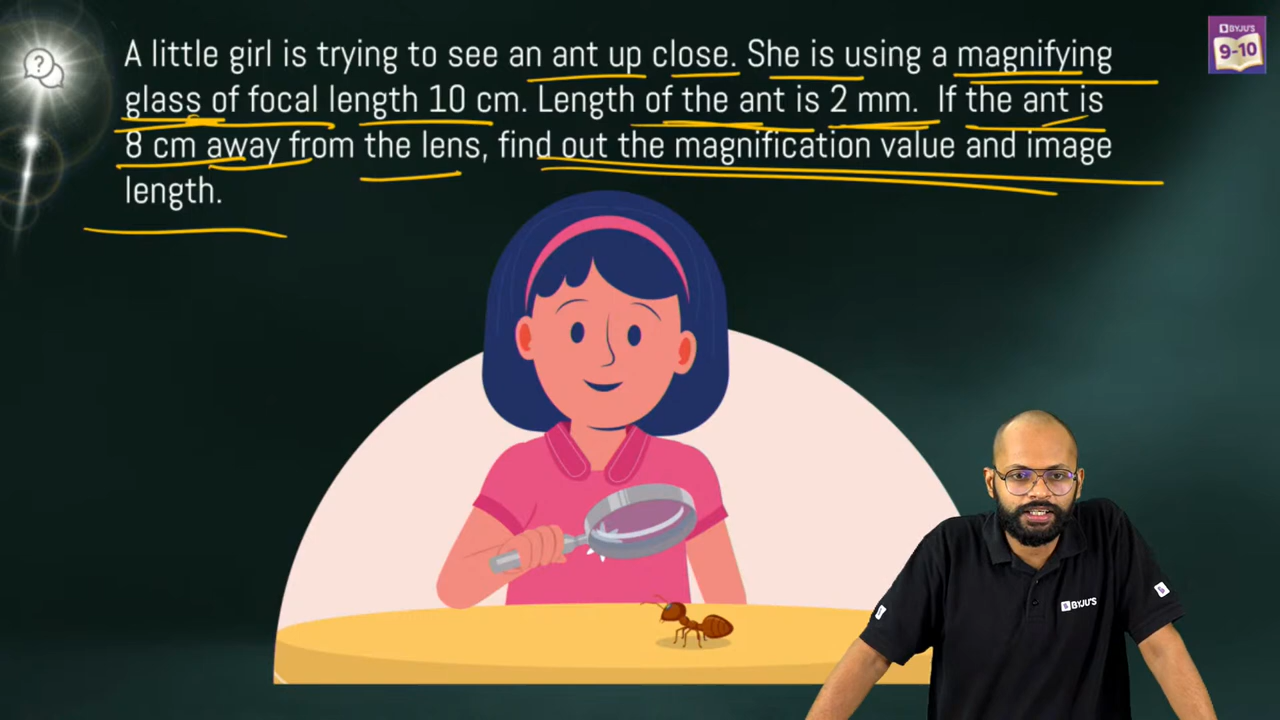 A little girl is trying to see an ant up close. She is using a magnifying
glass of focal length 10 cm. Length of the ant is 2 mm. If the ant is
8 cm away from the lens, find out the magnification value and image
length.
?
BYJU'S
9-10
BYJU'S